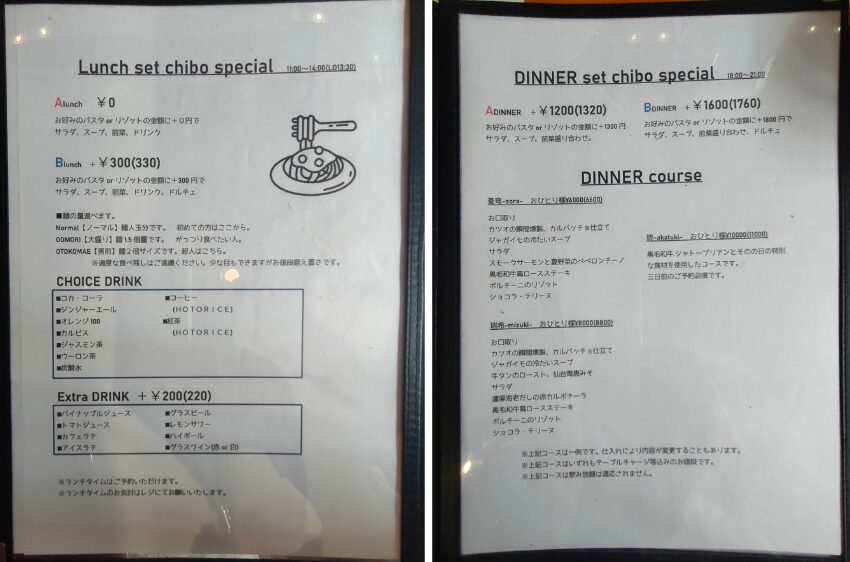 Lunch set chibo special 11:00～14:00(LO13:30)
Alunch ￥0
お好みのパスタ or リゾットの金額に＋０円で
サラダ、スープ、前菜、ドリンク
Blunch ＋￥300(330)
お好みのパスタ or リゾットの金額に＋300 円で
サラダ、スープ、前菜、ドリンク、ドルチェ
■麺の量選べます。
Normal【ノーマル】麺人玉分です。 初めての方はここから。
OOMORI【大盛り】麺 1.5 倍量です。 がっつり食べたい人。
OTOKOMAE【男前】麺２倍サイズです。超人はこちら。
※過度な食べ残しはご遠慮ください。少な目もできますがお値段据え置きです。
CHOICE DRINK
■コカ・コーラ
■ジンジャーエール
■オレンジ 100
■カルピス
■ジャスミン茶
■ウーロン茶
■炭酸水
■コーヒー
（ＨＯＴＯＲＩＣＥ）
■紅茶
（ＨＯＴＯＲＩＣＥ）
Extra DRINK ＋￥200(220)
■パイナップルジュース
■トマトジュース
■カフェラテ
■アイスラテ
■グラスビール
■レモンサワー
■ハイボール
■グラスワイン(赤 or 白)
※ランチタイムはご予約いただけます。
※ランチタイムのお会計はレジにてお願いいたします。
DINNER set chibo special 18:00～21:00
ADINNER ＋￥1200(1320)
お好みのパスタ or リゾットの金額に＋1300 円
サラダ、スープ、前菜盛り合わせ。
BDINNER ＋￥1600(1760)
お好みのパスタ or リゾットの金額に＋1800 円
サラダ、スープ、前菜盛り合わせ、ドルチェ
DINNER course
蒼穹-sora- おひとり様¥6000(6600)
お口取り
カツオの瞬間燻製、カルパッチョ仕立て
ジャガイモの冷たいスープ
サラダ
スモークサーモンと夏野菜のペペロンチーノ
黒毛和牛肩ロースステーキ
ポルチーニのリゾット
ショコラ・テリーヌ
暁-akatuki- おひとり様¥10000(11000)
黒毛和牛シャトーブリアンとその日の特別
な食材を使用したコースです。
三日前のご予約必須です。
瑞希-mizuki- おひとり様¥8000(8800)
お口取り
カツオの瞬間燻製、カルパッチョ仕立て
ジャガイモの冷たいスープ
牛タンのロースト、仙台青唐みそ
サラダ
濃厚海老だしの赤カルボナーラ
黒毛和牛肩ロースステーキ
ポルチーニのリゾット
ショコラ・テリーヌ
※上記コースは一例です。仕入れにより内容が変更することもあります。
※上記コースはいずれもテーブルチャージ等込みのお値段です。
※上記コースは飲み放題は適応されません。